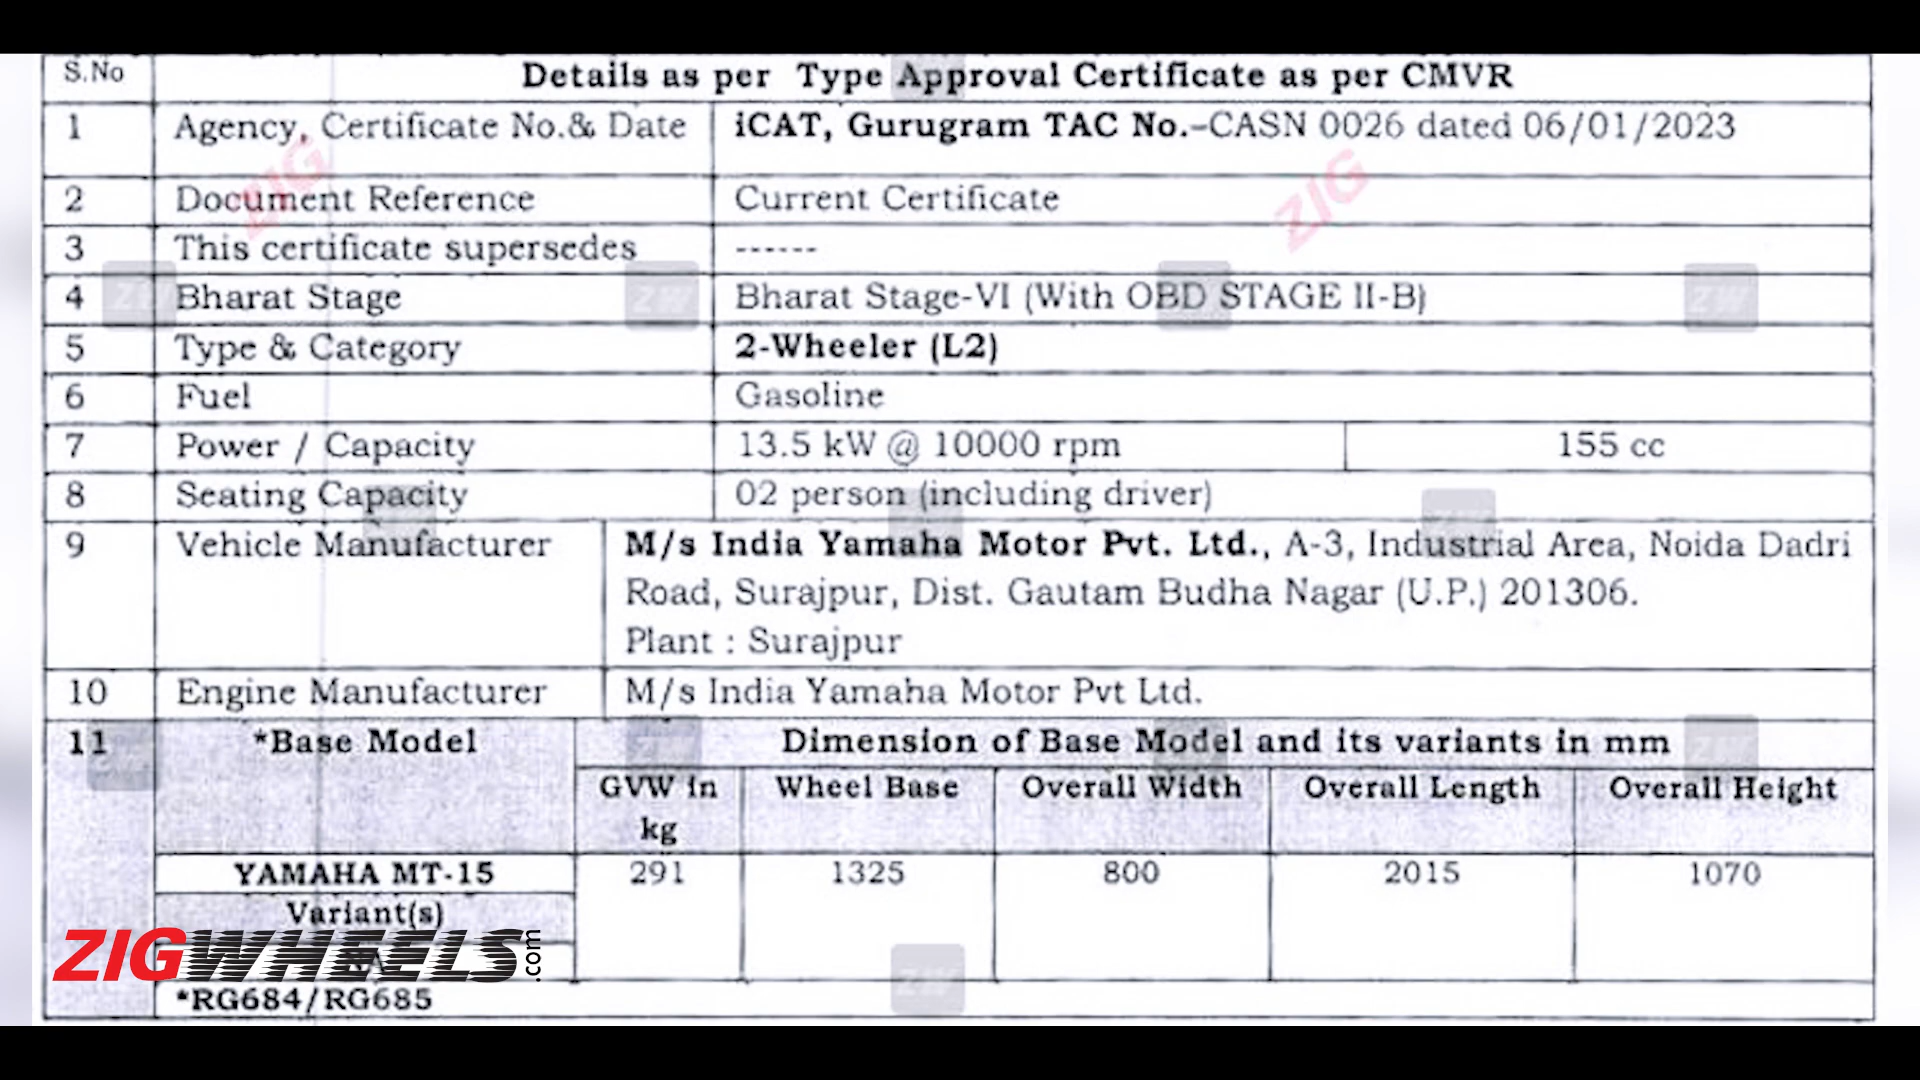 S.No Details as per Type Approval Certificate as per CMVR
1 Agency, Certificate No.& Date iCAT, Gurugram TAC No.-CASN 0026 dated 06/01/2023
2 Document Reference Current Certificate
3 This certificate supersedes ------
4 Bharat Stage Bharat Stage-VI (With OBD STAGE II-B)
5 Type & Category 2-Wheeler (L2)
6 Fuel Gasoline
7 Power / Capacity 13.5 kW @ 10000 rpm 155 cc
8 Seating Capacity 02 person (including driver)
9 Vehicle Manufacturer M/s India Yamaha Motor Pvt. Ltd., A-3, Industrial Area, Noida Dadri
Road, Surajpur, Dist. Gautam Budha Nagar (U.P.) 201306.
Plant : Surajpur
10 Engine Manufacturer M/s India Yamaha Motor Pvt Ltd.
11 *Base Model Dimension of Base Model and its variants in mm
GVW in Wheel Base Overall Width Overall Length Overall Height
kg
YAMAHA MT-15 291 1325 800 2015 1070
Variant(s)
*RG684/RG685
ZIGWHEELS.com
ZIG
ZIG
ZW
ZW
ZW